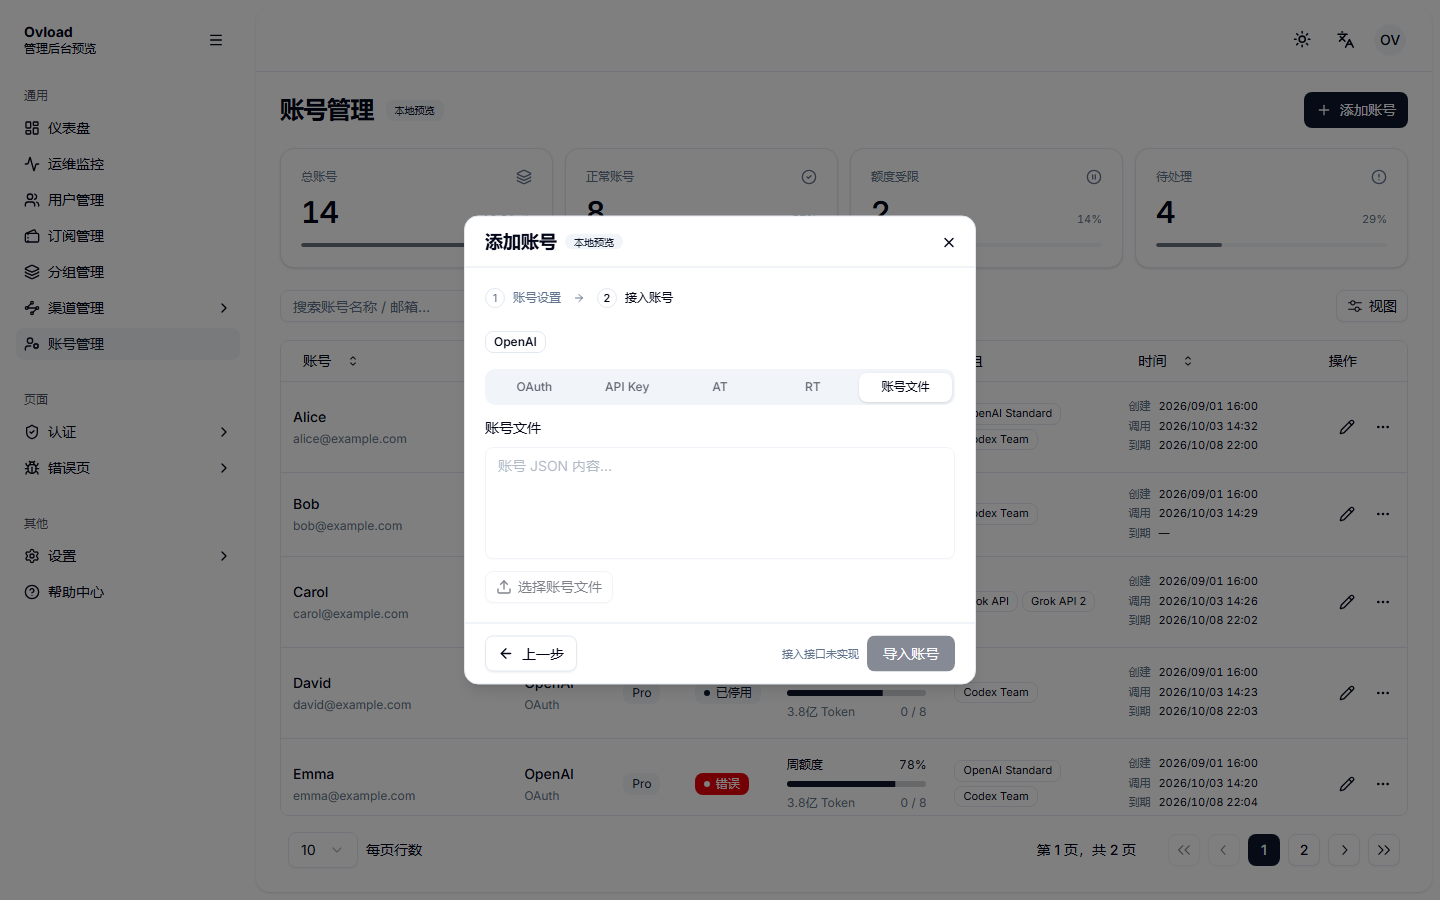 Ovload
管理后台预览
OV
通用
仪表盘
运维监控
用户管理
订阅管理
分组管理
渠道管理
账号管理
页面
认证
错误页
其他
设置
帮助中心
账号管理
本地预览
添加账号
总账号
14
正常账号
8
额度受限
2
14%
待处理
4
29%
搜索账号名称 / 邮箱...
视图
账号
时间
操作
Alice
alice@example.com
OpenAI Standard
Codex Team
创建 2026/09/01 16:00
调用 2026/10/03 14:32
到期 2026/10/08 22:00
Bob
bob@example.com
Codex Team
创建 2026/09/01 16:00
调用 2026/10/03 14:29
到期 —
Carol
carol@example.com
Grok API
Grok API 2
创建 2026/09/01 16:00
调用 2026/10/03 14:26
到期 2026/10/08 22:02
David
david@example.com
OpenAI
OAuth
Pro
已停用
3.8亿 Token
0 / 8
Codex Team
创建 2026/09/01 16:00
调用 2026/10/03 14:23
到期 2026/10/08 22:03
Emma
emma@example.com
OpenAI
OAuth
Pro
错误
周额度
78%
3.8亿 Token
0 / 8
OpenAI Standard
Codex Team
创建 2026/09/01 16:00
调用 2026/10/03 14:20
到期 2026/10/08 22:04
10
每页行数
第 1 页，共 2 页
1
2
添加账号
本地预览
1 账号设置
2 接入账号
OpenAI
OAuth
API Key
AT
RT
账号文件
账号文件
账号 JSON 内容...
选择账号文件
上一步
接入接口未实现
导入账号